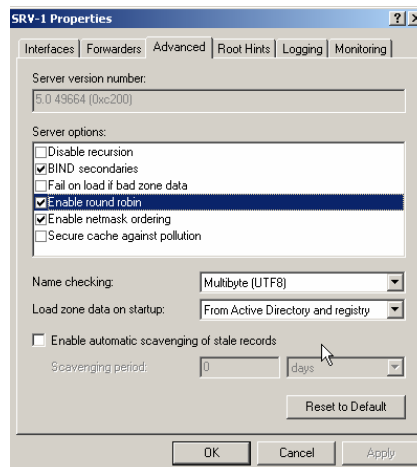 SRV-1 Properties
Interfaces Forwarders Advanced Root Hints Logging Monitoring
Server version number:
5.0 49664 (0xc200)
Server options:
Disable recursion
BIND secondaries
Fail on load if bad zone data
Enable round robin
Enable netmask ordering
Secure cache against pollution
Name checking: Multibyte (UTF8)
Load zone data on startup: From Active Directory and registry
Enable automatic scavenging of stale records
Scavenging period: 0 days
Reset to Default
OK Cancel Apply